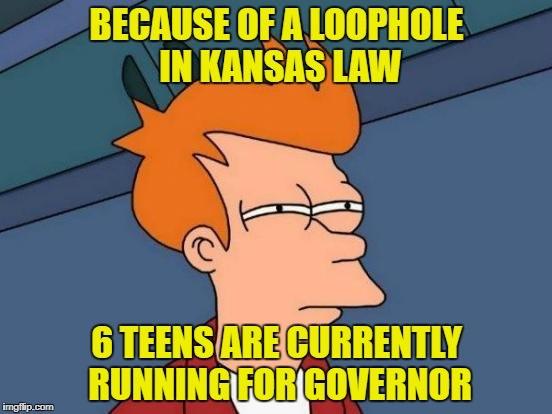 BECAUSE OF A LOOPHOLE
IN KANSAS LAW
6 TEENS ARE CURRENTLY
RUNNING FOR GOVERNOR
imgflip.com